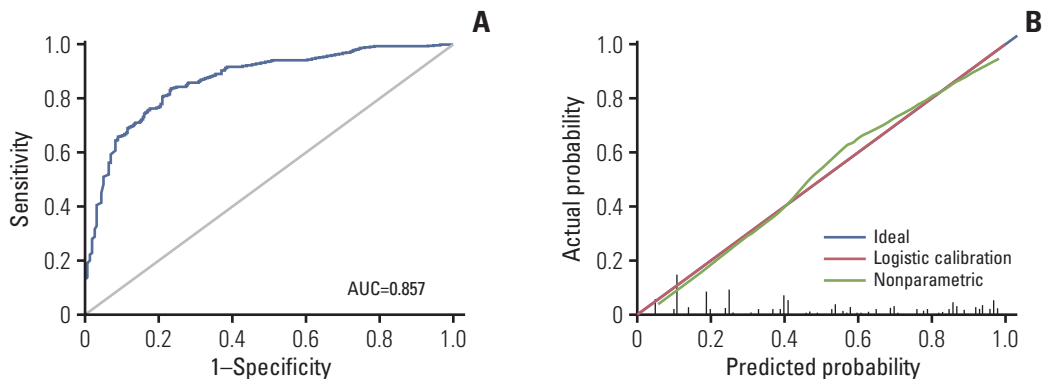 A
1.0
0.8
0.6
0.4
0.2
0
Sensitivity
AUC=0.857
0 0.2 0.4 0.6 0.8 1.0
1–Specificity
B
1.0
0.8
0.6
0.4
0.2
0
Actual probability
Ideal
Logistic calibration
Nonparametric
0 0.2 0.4 0.6 0.8 1.0
Predicted probability